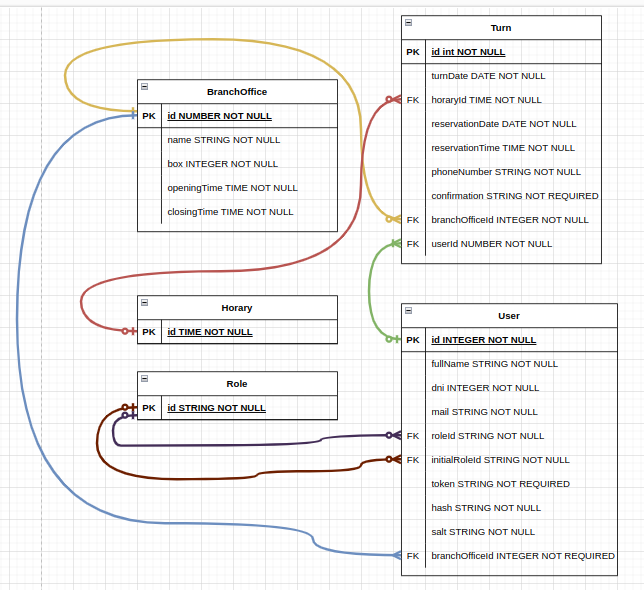 BranchOffice
PK id NUMBER NOT NULL
name STRING NOT NULL
box INTEGER NOT NULL
openingTime TIME NOT NULL
closingTime TIME NOT NULL
Horary
PK id TIME NOT NULL
Role
PK id STRING NOT NULL
Turn
PK id int NOT NULL
turnDate DATE NOT NULL
FK horaryId TIME NOT NULL
reservationDate DATE NOT NULL
reservationTime TIME NOT NULL
phoneNumber STRING NOT NULL
confirmation STRING NOT REQUIRED
FK branchOfficeId INTEGER NOT NULL
FK userId NUMBER NOT NULL
User
PK id INTEGER NOT NULL
fullName STRING NOT NULL
dni INTEGER NOT NULL
mail STRING NOT NULL
FK roleId STRING NOT NULL
FK initialRoleId STRING NOT NULL
token STRING NOT REQUIRED
hash STRING NOT NULL
salt STRING NOT NULL
FK branchOfficeId INTEGER NOT REQUIRED